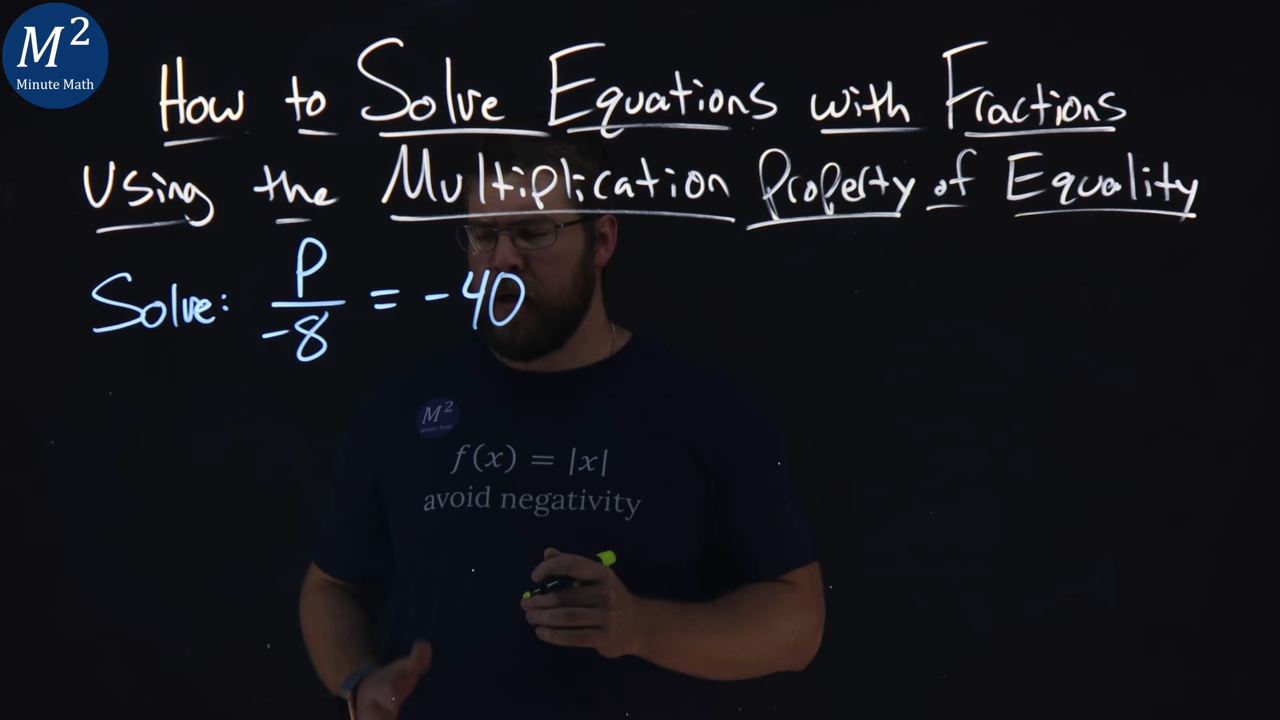 M²
Minute Math
How to Solve Equations with Fractions
Using the Multiplication Property of Equality
Solve: P/-8 = -40
M²
Minute Math
f(x) = |x|
avoid negativity